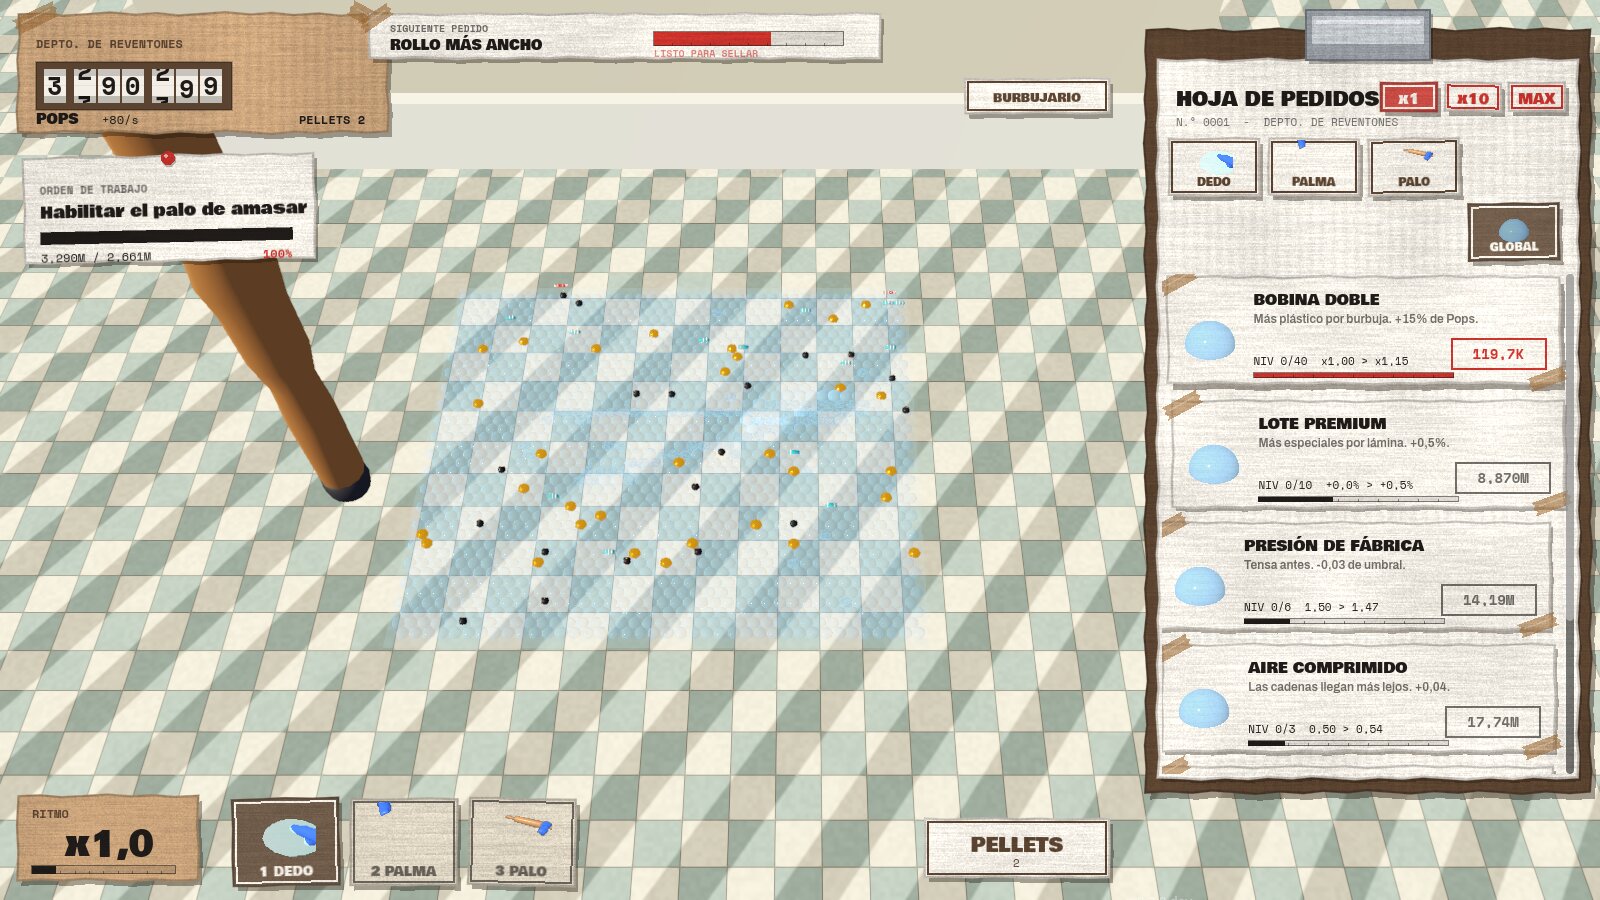 DEPTO. DE REVENTONES
POPS +80/s PELLETS 2
SIGUIENTE PEDIDO
ROLLO MÁS ANCHO
LISTO PARA SELLAR
BURBUJARIO
ORDEN DE TRABAJO
Habilitar el palo de amasar
3,290M / 2,661M 100%
HOJA DE PEDIDOS x1 x10 MAX
N.º 0001 - DEPTO. DE REVENTONES
DEDO PALMA PALO
GLOBAL
BOBINA DOBLE
Más plástico por burbuja. +15% de Pops.
NIV 0/40 x1,00 > x1,15 119,7K
LOTE PREMIUM
Más especiales por lámina. +0,5%.
NIV 0/10 +0,0% > +0,5% 8,870M
PRESIÓN DE FÁBRICA
Tensa antes. -0,03 de umbral.
NIV 0/6 1,50 > 1,47 14,19M
AIRE COMPRIMIDO
Las cadenas llegan más lejos. +0,04.
NIV 0/3 0,50 > 0,54 17,74M
RITMO
x1,0
1 DEDO 2 PALMA 3 PALO
PELLETS
2